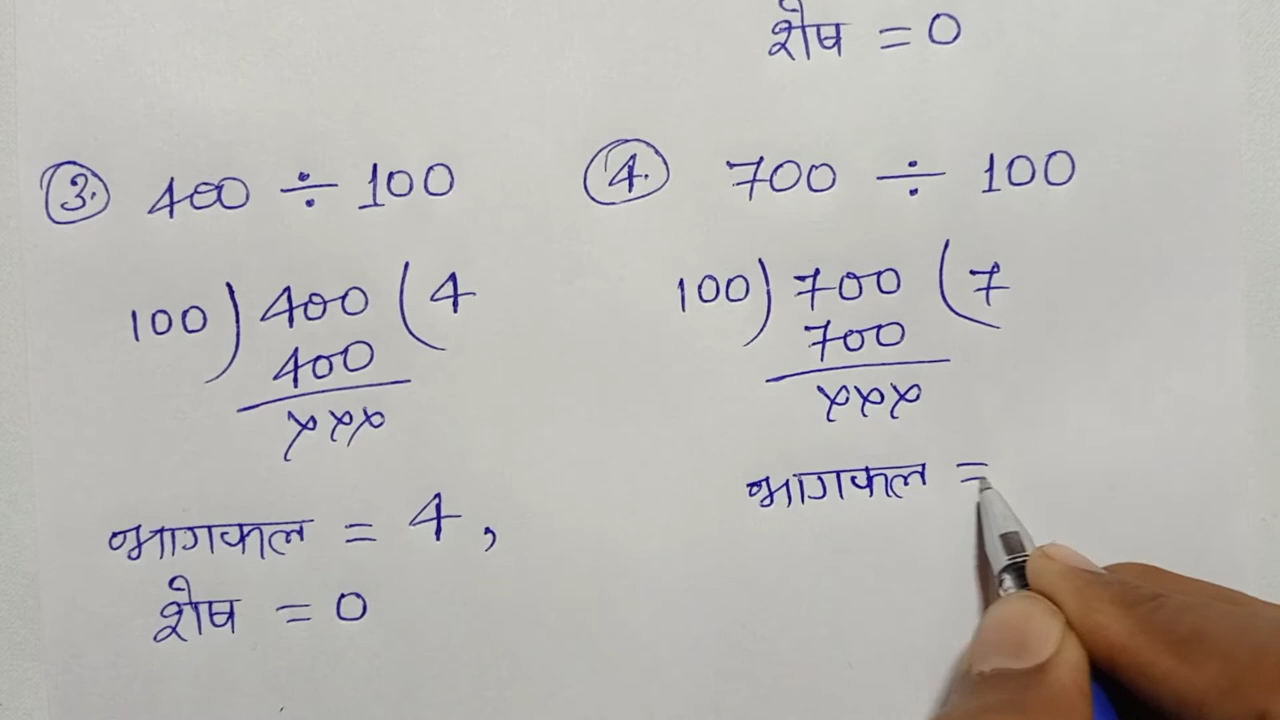 शेष = 0
3. 400 ÷ 100
100 ) 400 ( 4
400
×××
भागफल = 4 ,
शेष = 0
4. 700 ÷ 100
100 ) 700 ( 7
700
×××
भागफल =